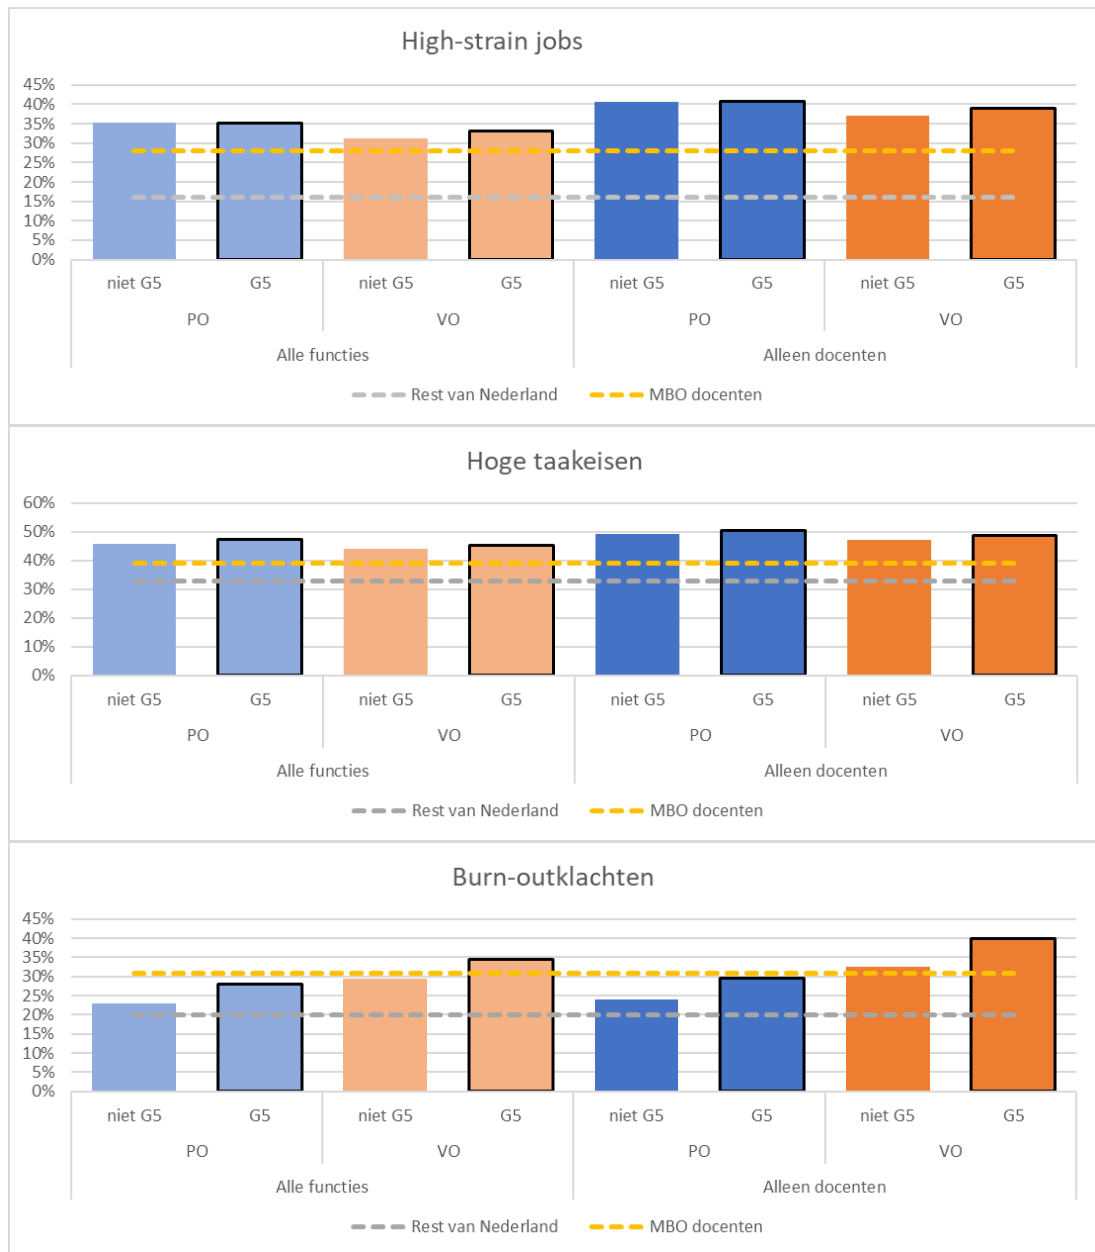 High-strain jobs
45%
40%
35%
30%
25%
20%
15%
10%
5%
0%
niet G5 G5 niet G5 G5 niet G5 G5 niet G5 G5
PO VO PO VO
Alle functies Alleen docenten
Rest van Nederland MBO docenten
Hoge taakeisen
60%
50%
40%
30%
20%
10%
0%
niet G5 G5 niet G5 G5 niet G5 G5 niet G5 G5
PO VO PO VO
Alle functies Alleen docenten
Rest van Nederland MBO docenten
Burn-outklachten
45%
40%
35%
30%
25%
20%
15%
10%
5%
0%
niet G5 G5 niet G5 G5 niet G5 G5 niet G5 G5
PO VO PO VO
Alle functies Alleen docenten
Rest van Nederland MBO docenten